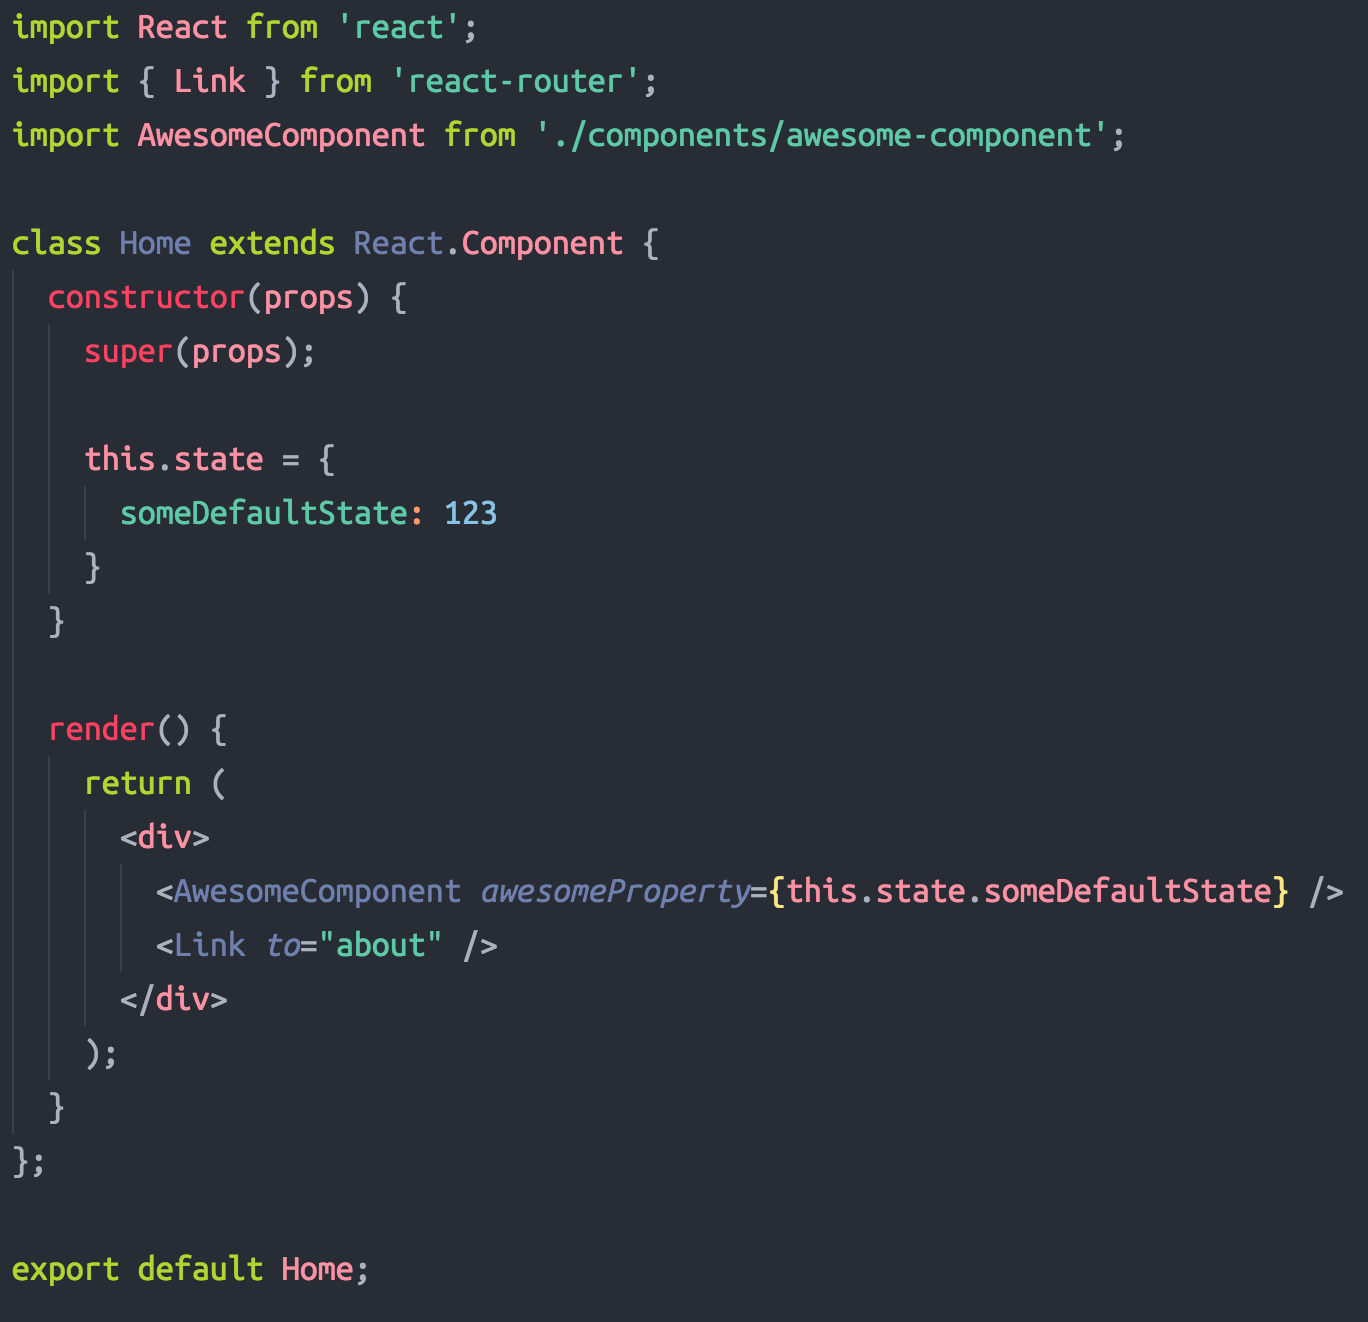 import React from 'react';
import { Link } from 'react-router';
import AwesomeComponent from './components/awesome-component';

class Home extends React.Component {
  constructor(props) {
    super(props);

    this.state = {
      someDefaultState: 123
    }
  }

  render() {
    return (
      <div>
        <AwesomeComponent awesomeProperty={this.state.someDefaultState} />
        <Link to="about" />
      </div>
    );
  }
};

export default Home;